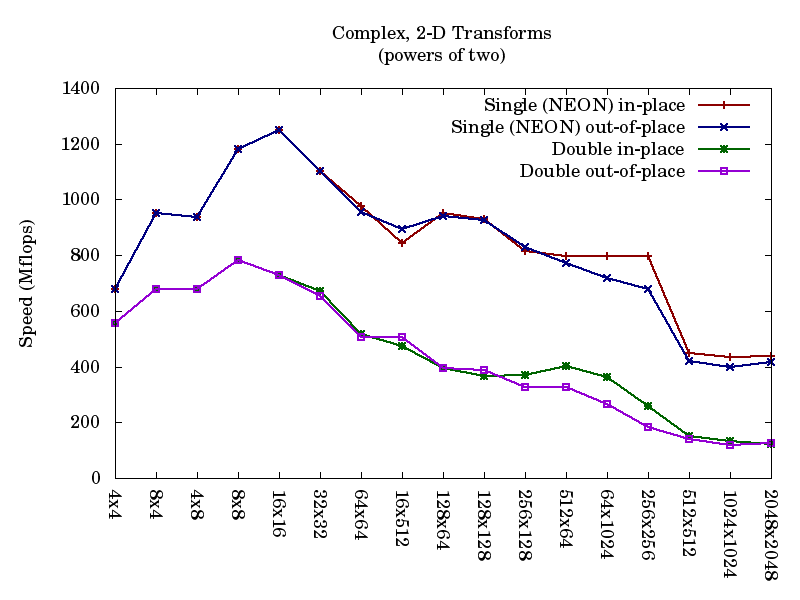 Complex, 2-D Transforms
(powers of two)
Single (NEON) in-place
Single (NEON) out-of-place
Double in-place
Double out-of-place
Speed (Mflops)
1400
1200
1000
800
600
400
200
0
4x4
8x4
4x8
8x8
16x16
32x32
64x64
16x512
128x64
128x128
256x128
512x64
64x1024
256x256
512x512
1024x1024
2048x2048